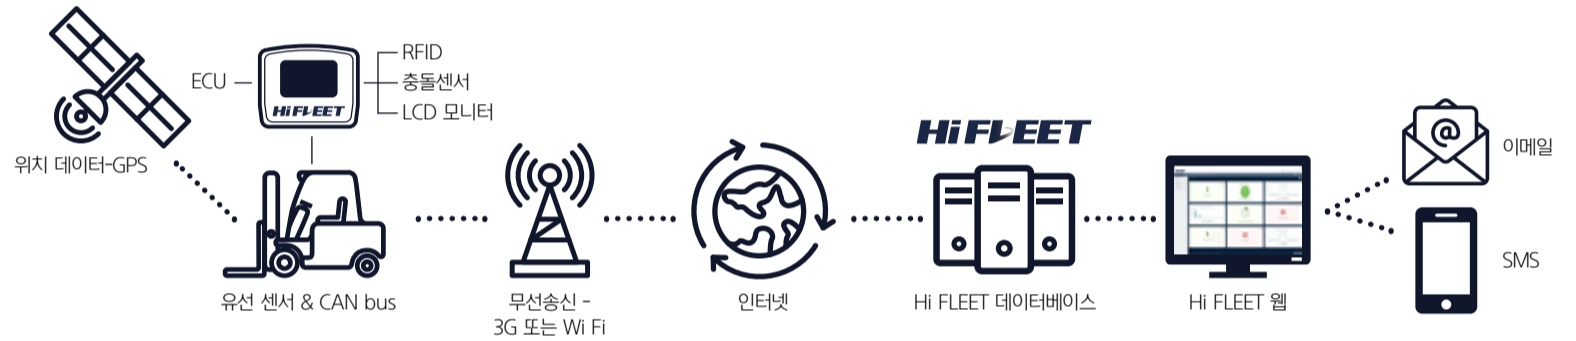 위치 데이터-GPS
ECU
HiFLEET
RFID
충돌센서
LCD 모니터
유선 센서 & CAN bus
무선송신 -
3G 또는 Wi Fi
인터넷
HiFLEET
Hi FLEET 데이터베이스
Hi FLEET 웹
@
이메일
SMS